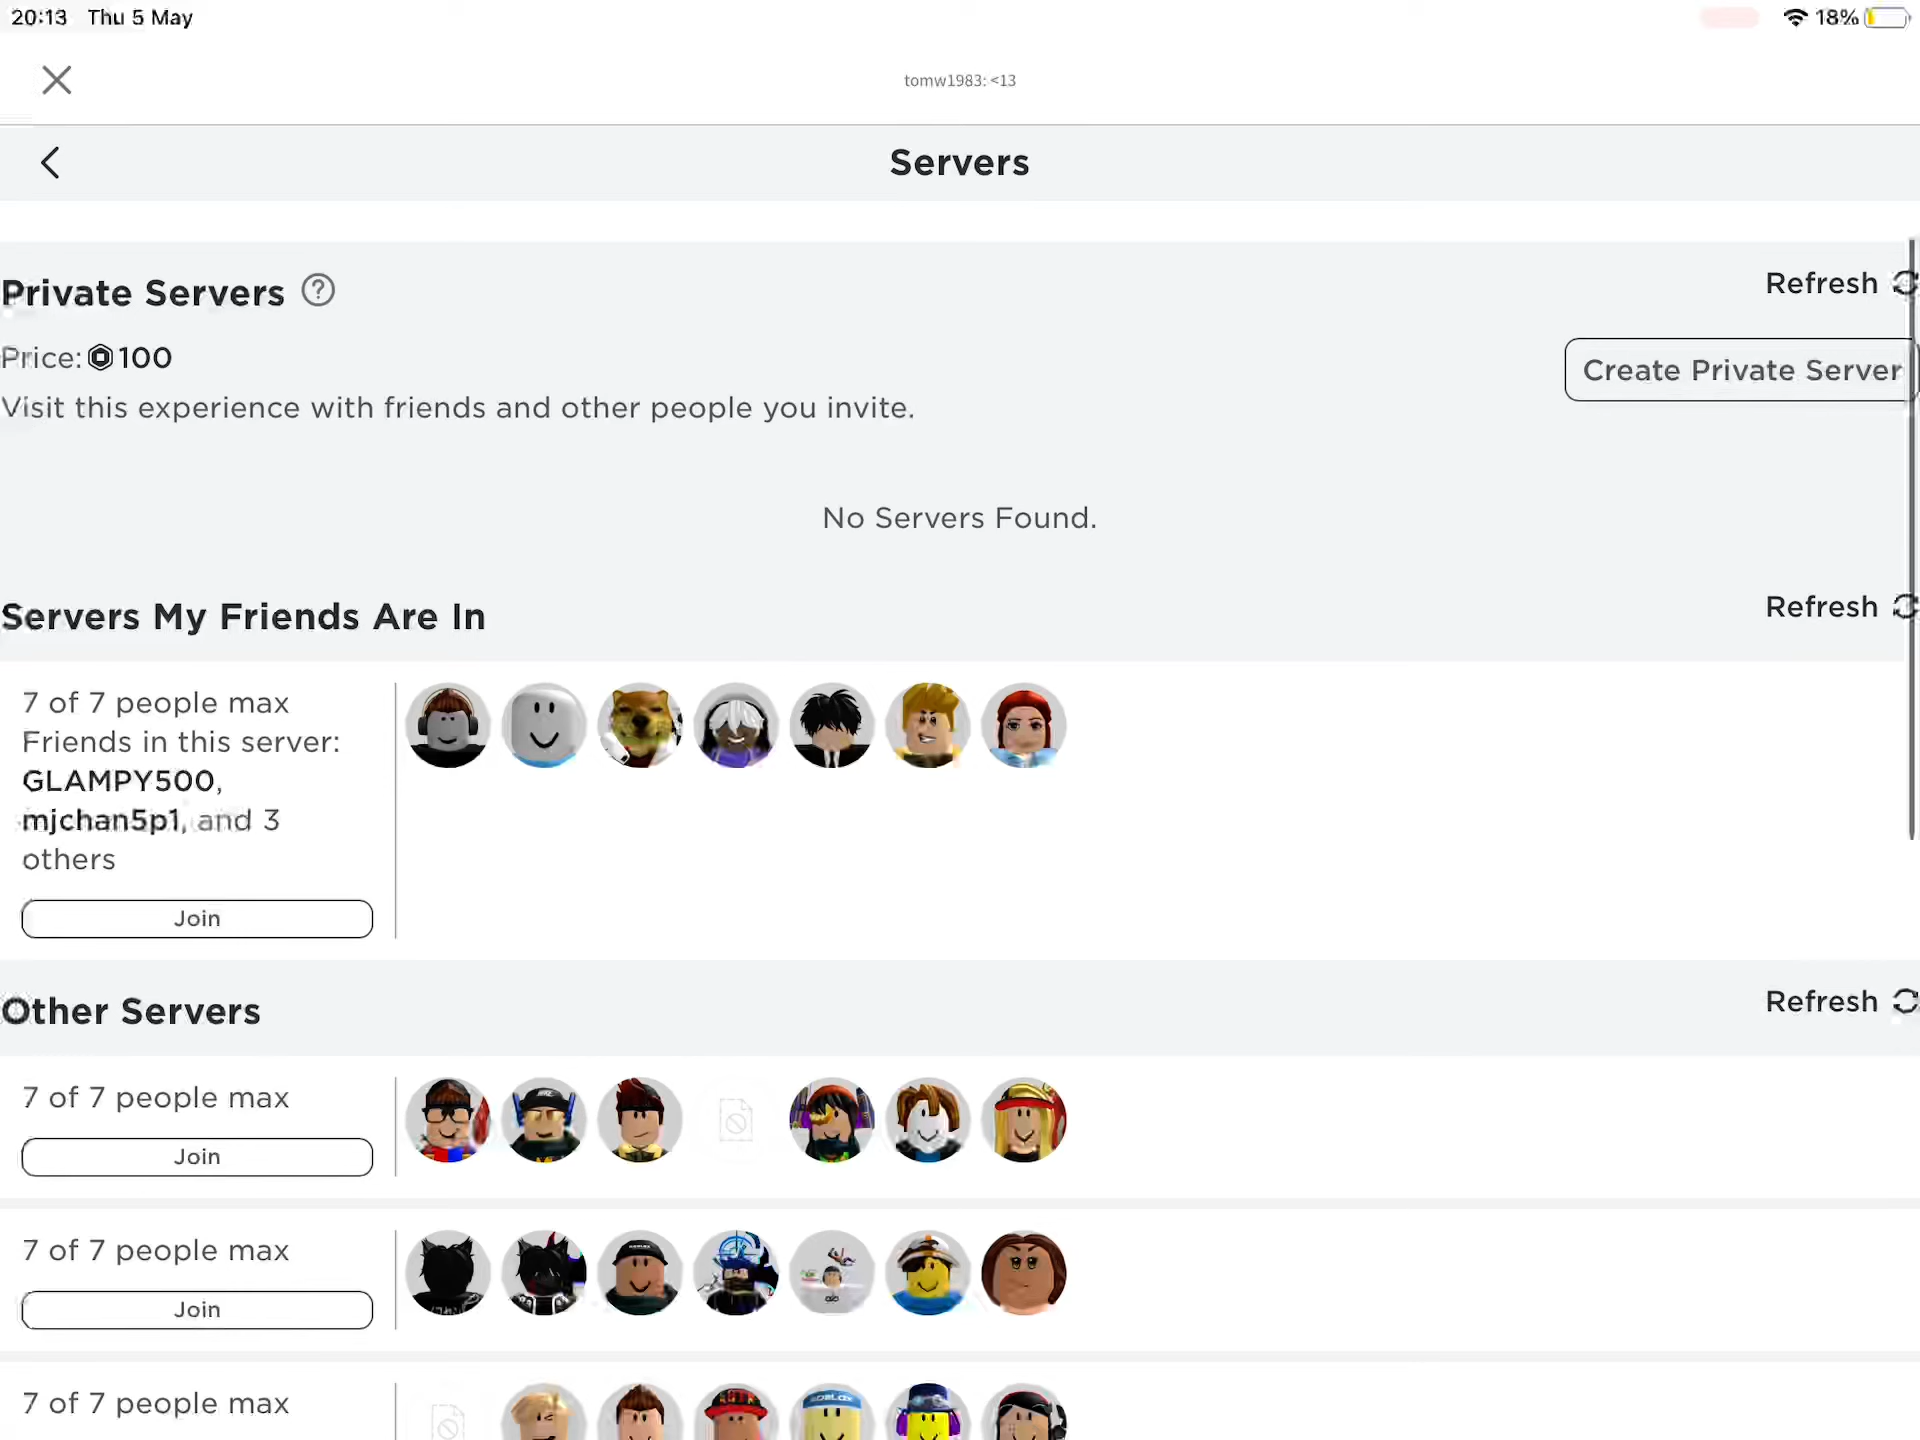 20:13 Thu 5 May 18%
tomw1983: <13
Servers
Private Servers
Refresh
Price: 100
Create Private Server
Visit this experience with friends and other people you invite.
No Servers Found.
Servers My Friends Are In
Refresh
7 of 7 people max
Friends in this server:
GLAMPY500,
mjchan5p1, and 3
others
Join
Other Servers
Refresh
7 of 7 people max
Join
7 of 7 people max
Join
7 of 7 people max